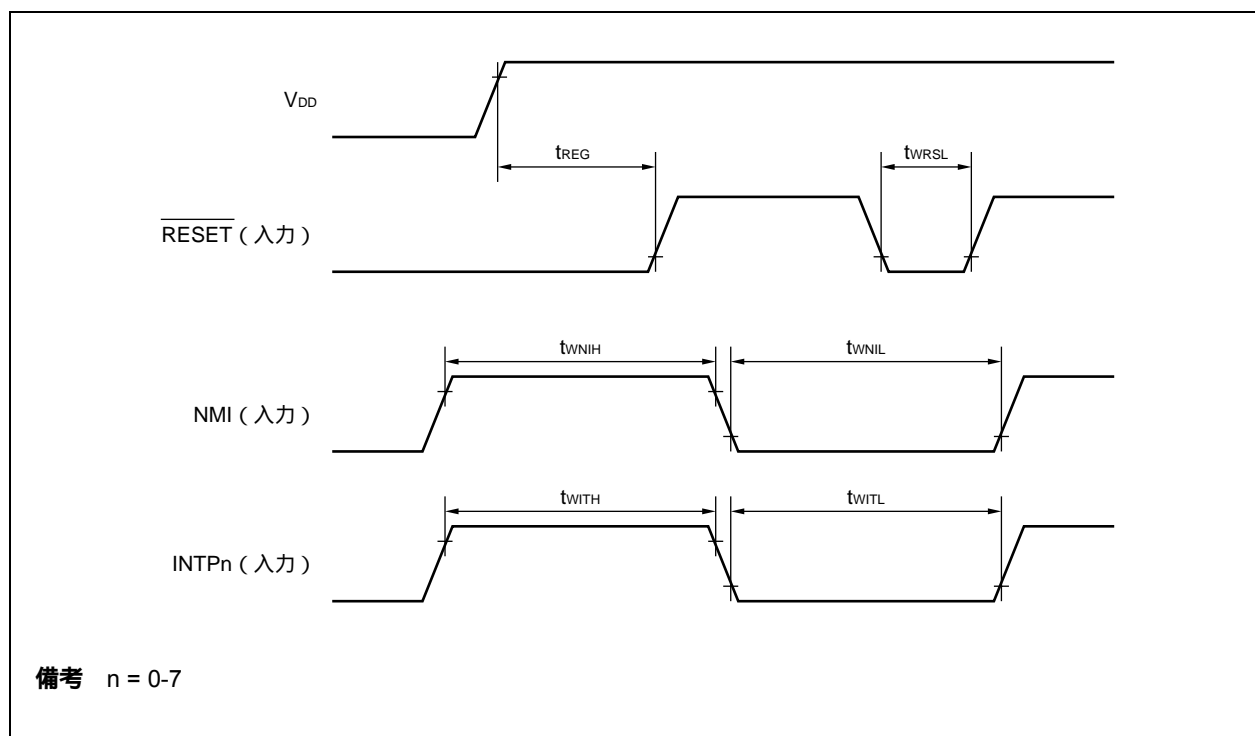 VDD
tREG
tWRSL
RESET（入力）
tWNIH
tWNIL
NMI（入力）
tWITH
tWITL
INTPn（入力）
備考 n = 0-7